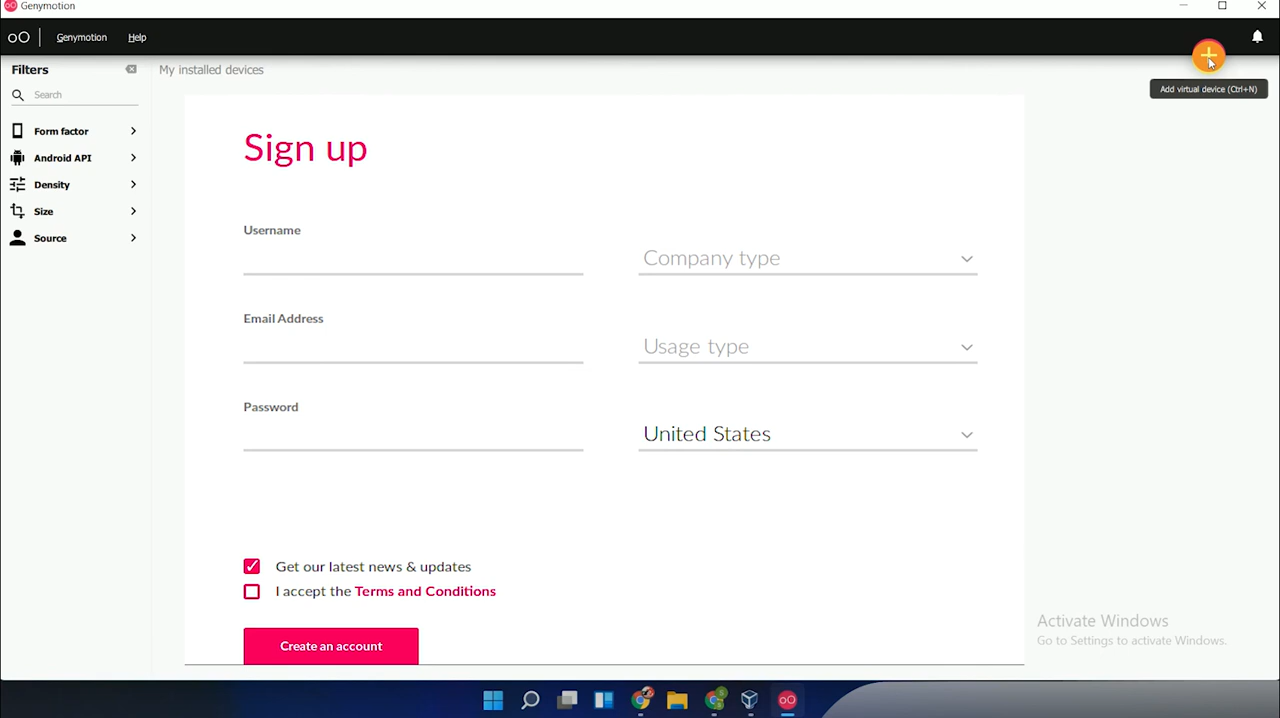 Genymotion
Genymotion Help
Filters
My installed devices
Add virtual device (Ctrl+N)
Search
Form factor
Android API
Density
Size
Source
Sign up
Username
Company type
Email Address
Usage type
Password
United States
Get our latest news & updates
I accept the Terms and Conditions
Create an account
Activate Windows
Go to Settings to activate Windows.